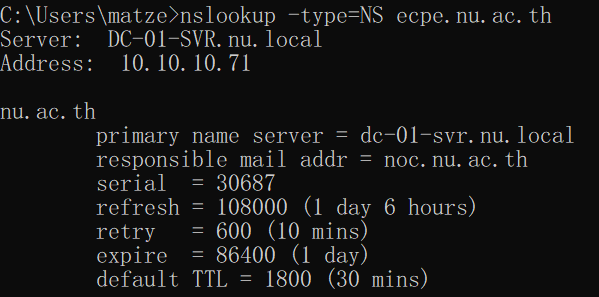 C:\Users\matze>nslookup -type=NS ecpe.nu.ac.th
Server:  DC-01-SVR.nu.local
Address:  10.10.10.71

nu.ac.th
        primary name server = dc-01-svr.nu.local
        responsible mail addr = noc.nu.ac.th
        serial  = 30687
        refresh = 108000 (1 day 6 hours)
        retry   = 600 (10 mins)
        expire  = 86400 (1 day)
        default TTL = 1800 (30 mins)